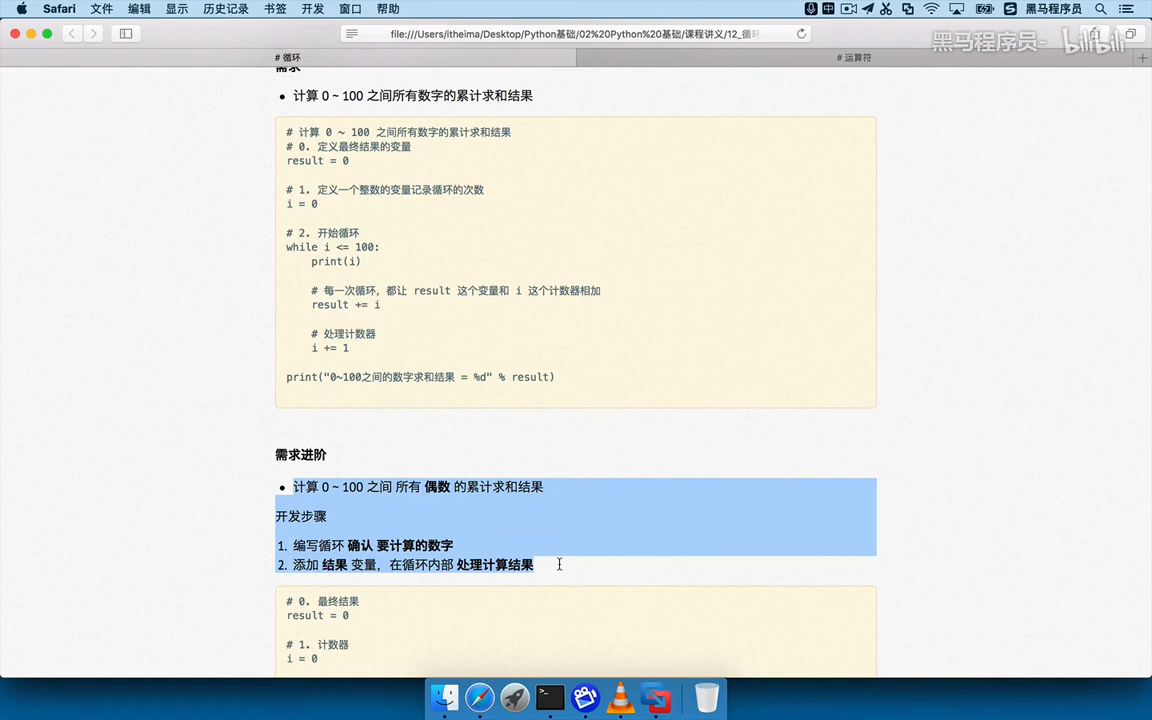 Safari 文件 编辑 显示 历史记录 书签 开发 窗口 帮助 黑马程序员
file:///Users/itheima/Desktop/Python基础/02%20Python%20基础/课程讲义/12_循环
黑马程序员- bilibili
# 循环 # 运算符
需求
• 计算 0 ~ 100 之间所有数字的累计求和结果
# 计算 0 ~ 100 之间所有数字的累计求和结果
# 0. 定义最终结果的变量
result = 0
# 1. 定义一个整数的变量记录循环的次数
i = 0
# 2. 开始循环
while i <= 100:
    print(i)
    # 每一次循环，都让 result 这个变量和 i 这个计数器相加
    result += i
    # 处理计数器
    i += 1
print("0~100之间的数字求和结果 = %d" % result)
需求进阶
• 计算 0 ~ 100 之间 所有 偶数 的累计求和结果
开发步骤
1. 编写循环 确认 要计算的数字
2. 添加 结果 变量，在循环内部 处理计算结果
# 0. 最终结果
result = 0
# 1. 计数器
i = 0